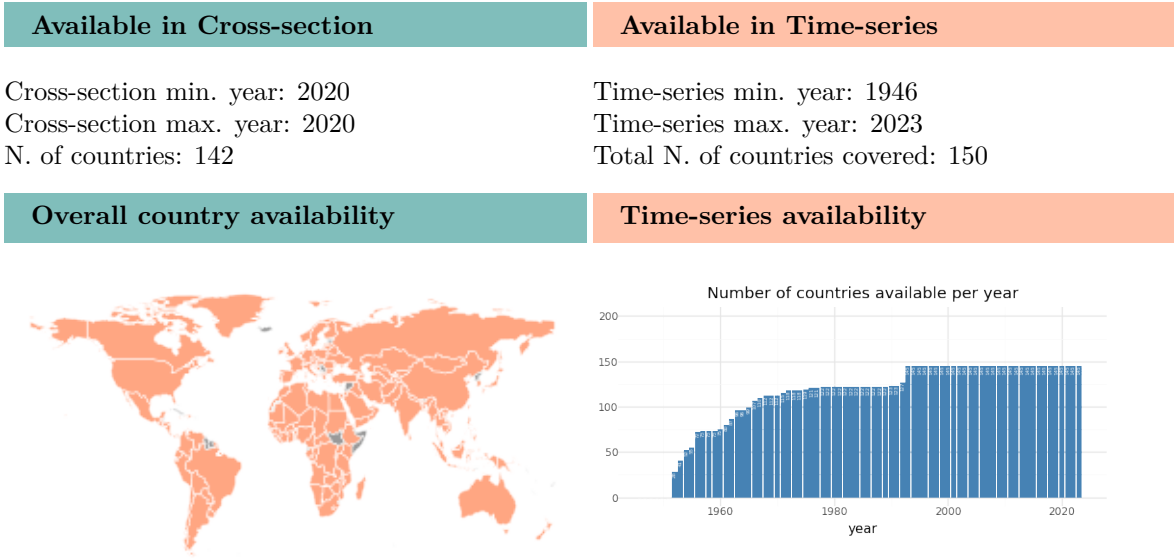 Available in Cross-section
Cross-section min. year: 2020
Cross-section max. year: 2020
N. of countries: 142
Available in Time-series
Time-series min. year: 1946
Time-series max. year: 2023
Total N. of countries covered: 150
Overall country availability
Time-series availability
Number of countries available per year
200
150
100
50
0
1960 1980 2000 2020
year